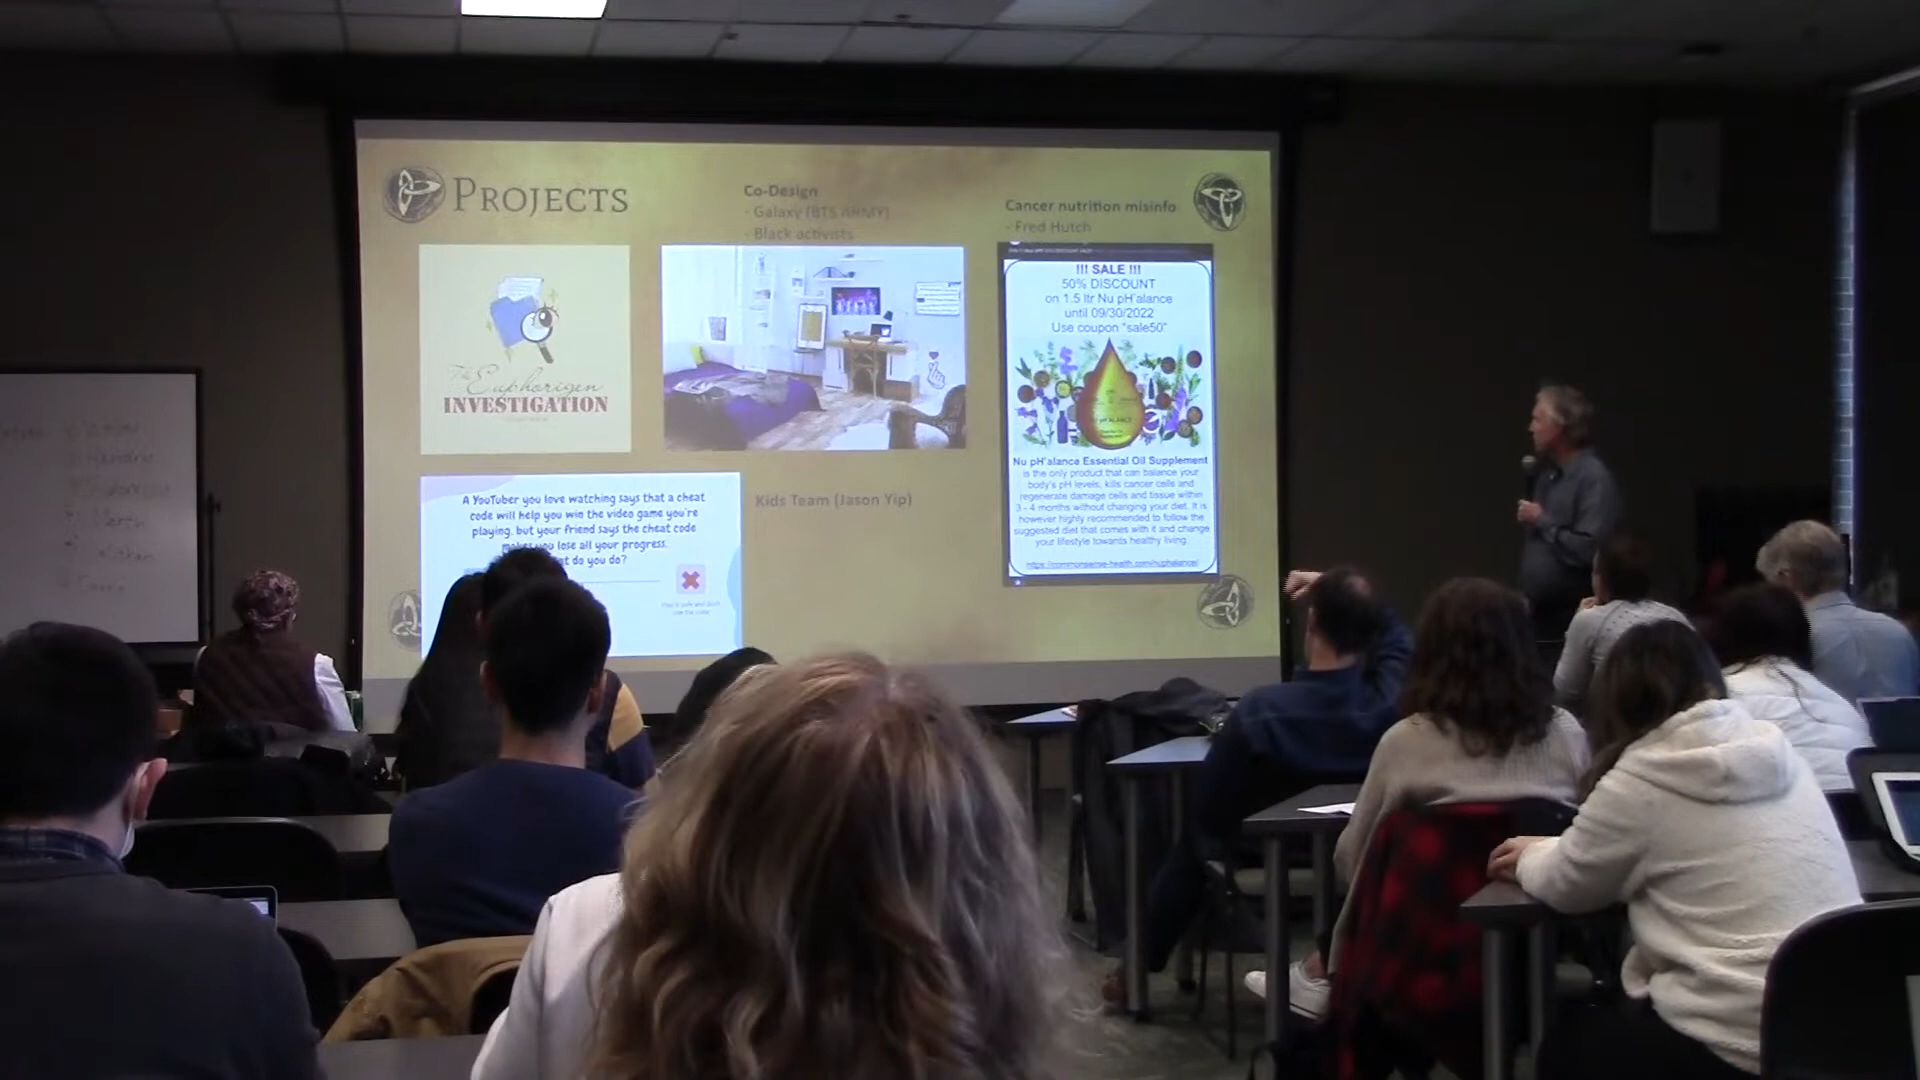 PROJECTS
Co-Design
- Galaxy (BTS ARMY)
- Black activists
Cancer nutrition misinfo
- Fred Hutch
The Euphorigen
INVESTIGATION
!!! SALE !!!
50% DISCOUNT
on 1.5 ltr Nu pH'alance
until 09/30/2022
Use coupon "sale50"
Nu pH'alance Essential Oil Supplement
is the only product that can balance your
body's pH levels, kills cancer cells and
regenerate damage cells and tissue within
3 - 4 months without changing your diet. It is
however highly recommended to follow the
suggested diet that comes with it and change
your lifestyle towards healthy living.
https://commonsense-health.com/nuphalance/
A YouTuber you love watching says that a cheat
code will help you win the video game you're
playing, but your friend says the cheat code
makes you lose all your progress.
do you do?
Kids Team (Jason Yip)